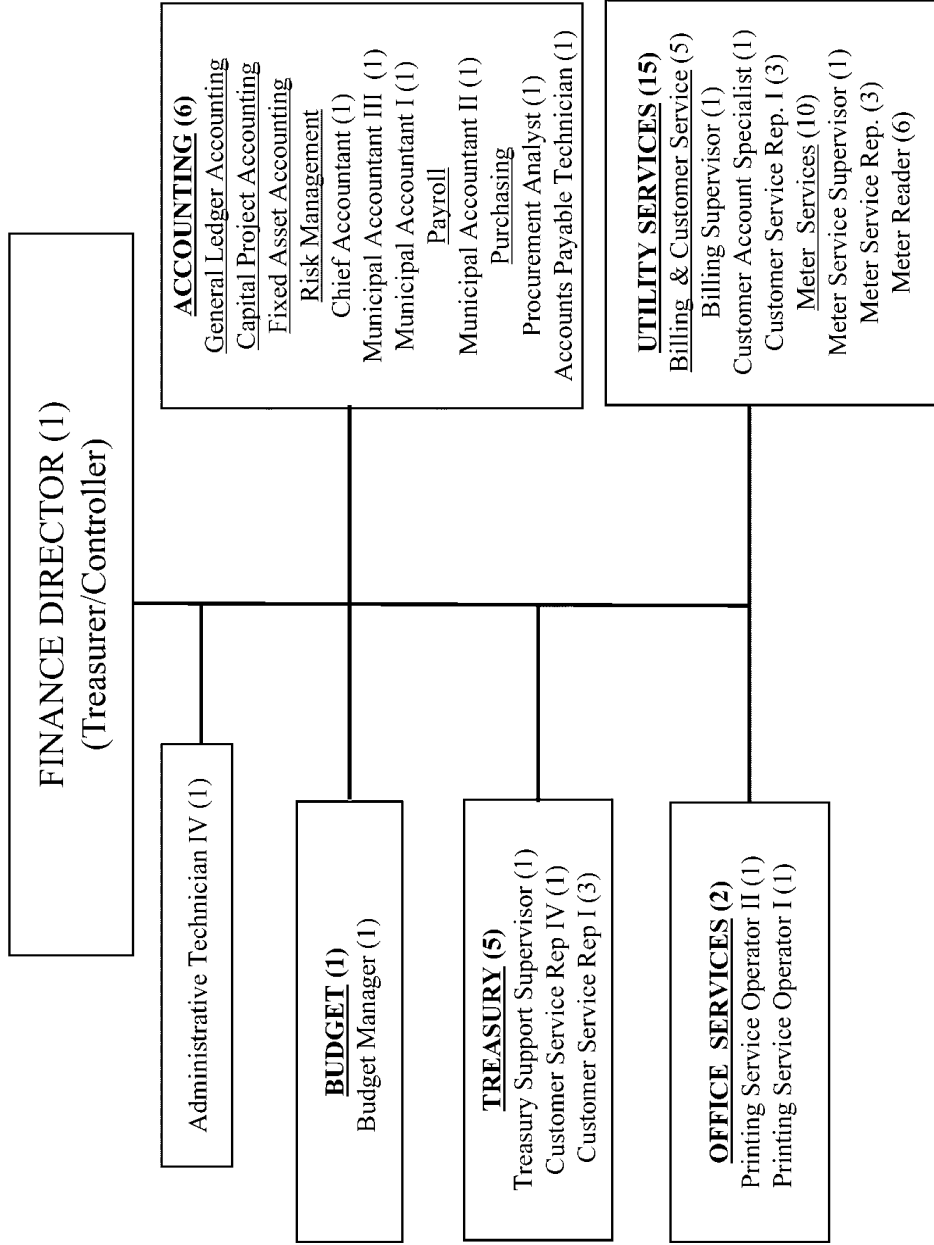 FINANCE DIRECTOR (1)
(Treasurer/Controller)
Administrative Technician IV (1)
BUDGET (1)
Budget Manager (1)
ACCOUNTING (6)
General Ledger Accounting
Capital Project Accounting
Fixed Asset Accounting
Risk Management
Chief Accountant (1)
Municipal Accountant III (1)
Municipal Accountant I (1)
Payroll
Municipal Accountant II (1)
Purchasing
Procurement Analyst (1)
Accounts Payable Technician (1)
TREASURY (5)
Treasury Support Supervisor (1)
Customer Service Rep IV (1)
Customer Service Rep I (3)
OFFICE SERVICES (2)
Printing Service Operator II (1)
Printing Service Operator I (1)
UTILITY SERVICES (15)
Billing & Customer Service (5)
Billing Supervisor (1)
Customer Account Specialist (1)
Customer Service Rep. I (3)
Meter Services (10)
Meter Service Supervisor (1)
Meter Service Rep. (3)
Meter Reader (6)